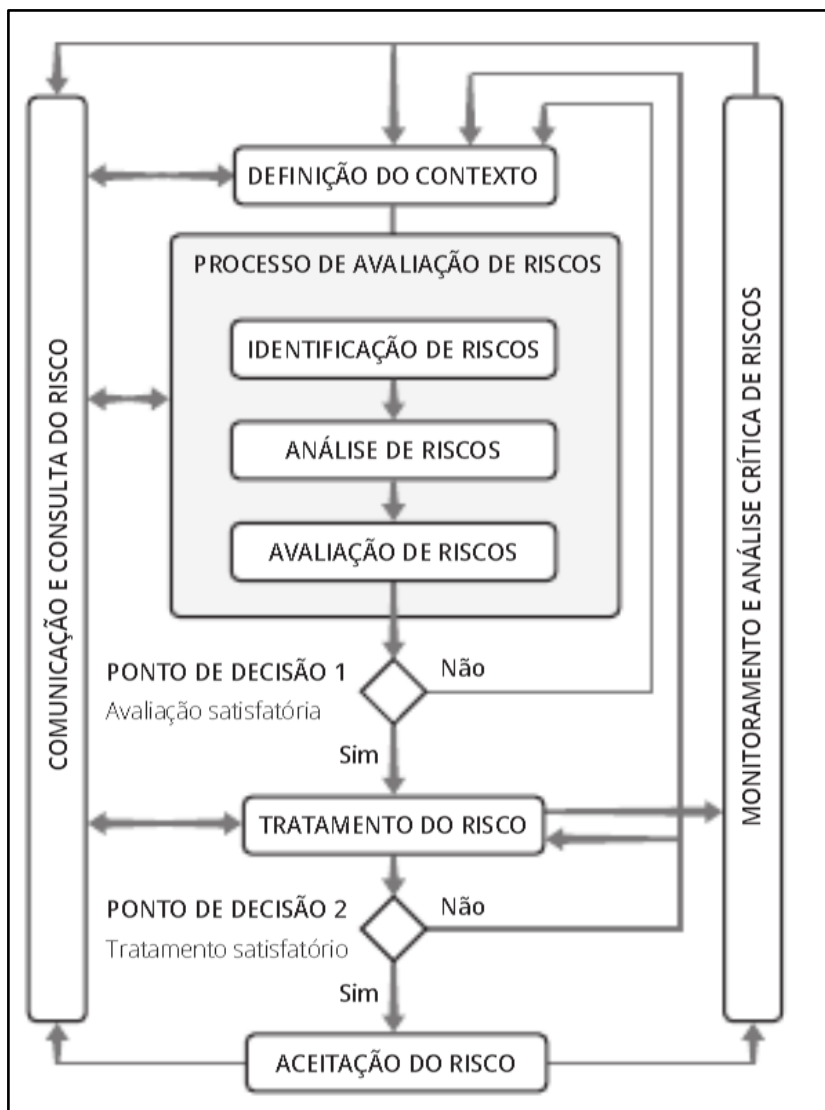 DEFINIÇÃO DO CONTEXTO
PROCESSO DE AVALIAÇÃO DE RISCOS
IDENTIFICAÇÃO DE RISCOS
ANÁLISE DE RISCOS
AVALIAÇÃO DE RISCOS
COMUNICAÇÃO E CONSULTA DO RISCO
MONITORAMENTO E ANÁLISE CRÍTICA DE RISCOS
PONTO DE DECISÃO 1
Não
Avaliação satisfatória
Sim
TRATAMENTO DO RISCO
PONTO DE DECISÃO 2
Não
Tratamento satisfatório
Sim
ACEITAÇÃO DO RISCO